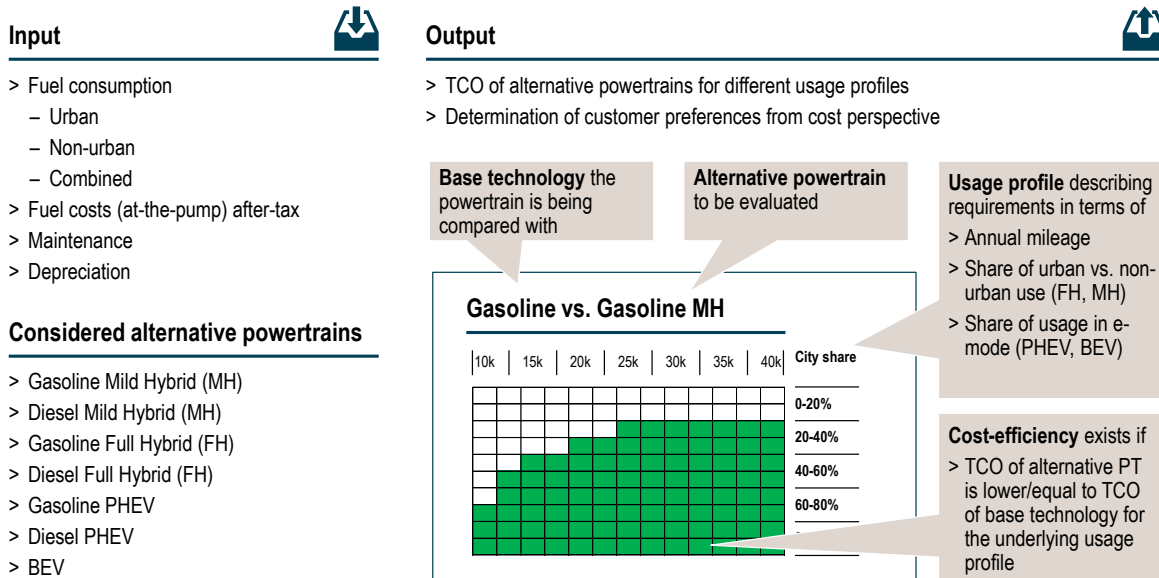 Input
> Fuel consumption
– Urban
– Non-urban
– Combined
> Fuel costs (at-the-pump) after-tax
> Maintenance
> Depreciation
Considered alternative powertrains
> Gasoline Mild Hybrid (MH)
> Diesel Mild Hybrid (MH)
> Gasoline Full Hybrid (FH)
> Diesel Full Hybrid (FH)
> Gasoline PHEV
> Diesel PHEV
> BEV
Output
> TCO of alternative powertrains for different usage profiles
> Determination of customer preferences from cost perspective
Base technology the
powertrain is being
compared with
Alternative powertrain
to be evaluated
Gasoline vs. Gasoline MH
10k 15k 20k 25k 30k 35k 40k City share
0-20%
20-40%
40-60%
60-80%
Usage profile describing
requirements in terms of
> Annual mileage
> Share of urban vs. non-
urban use (FH, MH)
> Share of usage in e-
mode (PHEV, BEV)
Cost-efficiency exists if
> TCO of alternative PT
is lower/equal to TCO
of base technology for
the underlying usage
profile